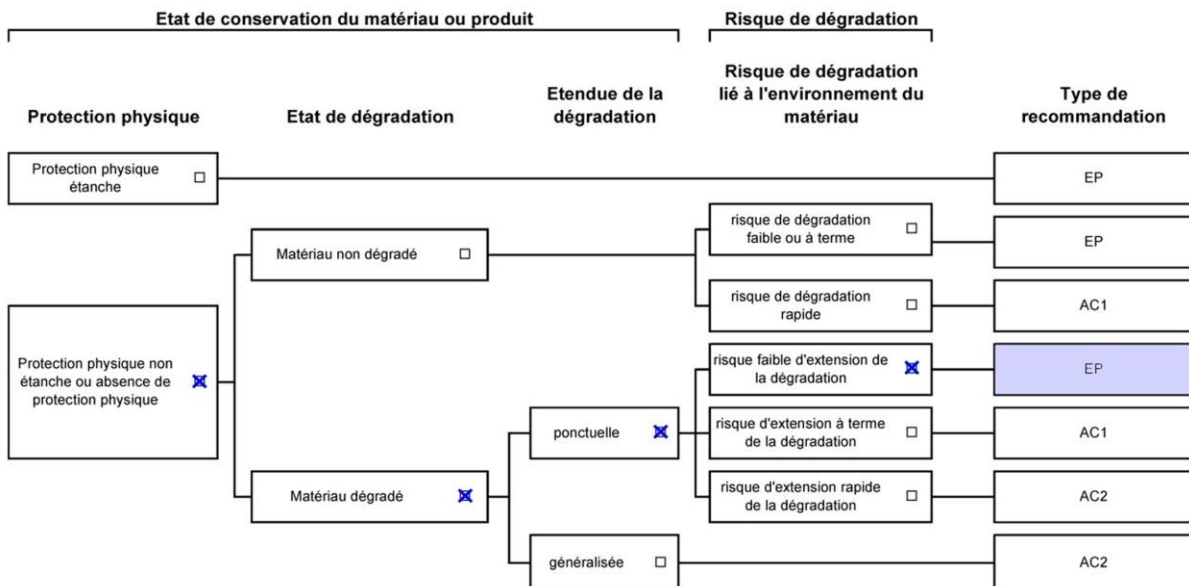 Etat de conservation du matériau ou produit
Risque de dégradation
Protection physique
Etat de dégradation
Etendue de la
dégradation
Risque de dégradation
lié à l'environnement du
matériau
Type de
recommandation
Protection physique
étanche
EP
Matériau non dégradé
risque de dégradation
faible ou à terme
EP
risque de dégradation
rapide
AC1
Protection physique non
étanche ou absence de
protection physique
risque faible d'extension de
la dégradation
EP
ponctuelle
risque d'extension à terme
de la dégradation
AC1
Matériau dégradé
risque d'extension rapide
de la dégradation
AC2
généralisée
AC2